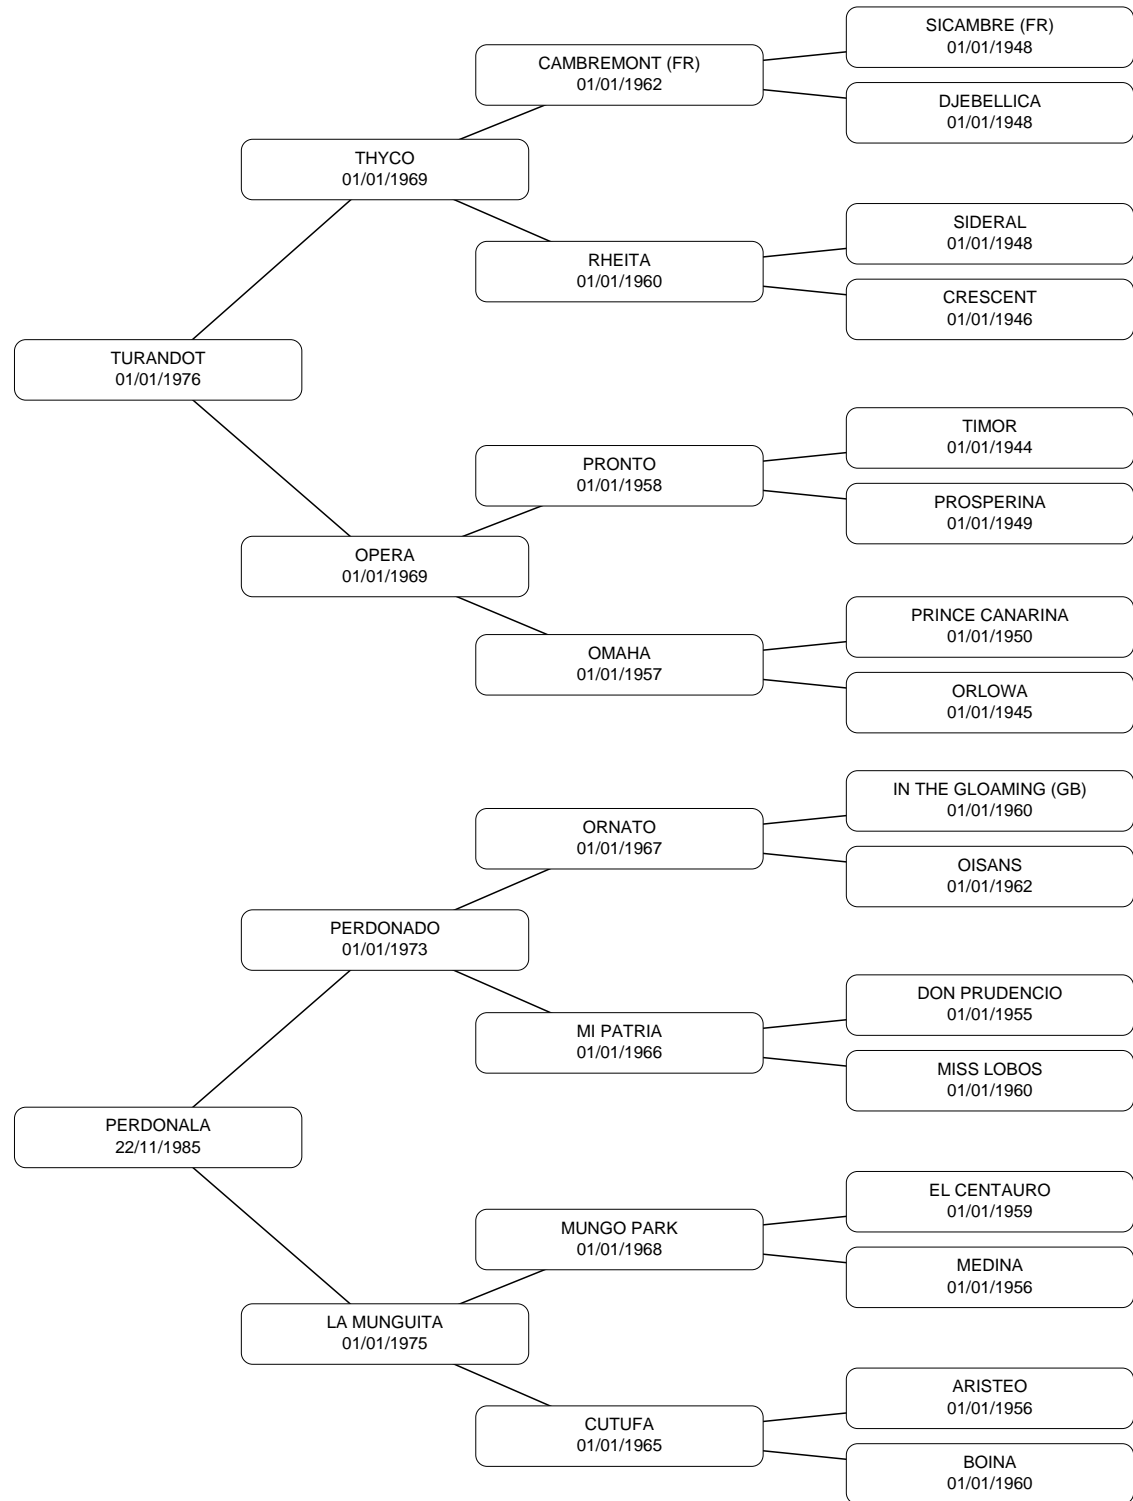 SICAMBRE (FR)
01/01/1948
CAMBREMONT (FR)
01/01/1962
DJEBELLICA
01/01/1948
THYCO
01/01/1969
SIDERAL
01/01/1948
RHEITA
01/01/1960
CRESCENT
01/01/1946
TURANDOT
01/01/1976
TIMOR
01/01/1944
PRONTO
01/01/1958
PROSPERINA
01/01/1949
OPERA
01/01/1969
PRINCE CANARINA
01/01/1950
OMAHA
01/01/1957
ORLOWA
01/01/1945
IN THE GLOAMING (GB)
01/01/1960
ORNATO
01/01/1967
OISANS
01/01/1962
PERDONADO
01/01/1973
DON PRUDENCIO
01/01/1955
MI PATRIA
01/01/1966
MISS LOBOS
01/01/1960
PERDONALA
22/11/1985
EL CENTAURO
01/01/1959
MUNGO PARK
01/01/1968
MEDINA
01/01/1956
LA MUNGUITA
01/01/1975
ARISTEO
01/01/1956
CUTUFA
01/01/1965
BOINA
01/01/1960